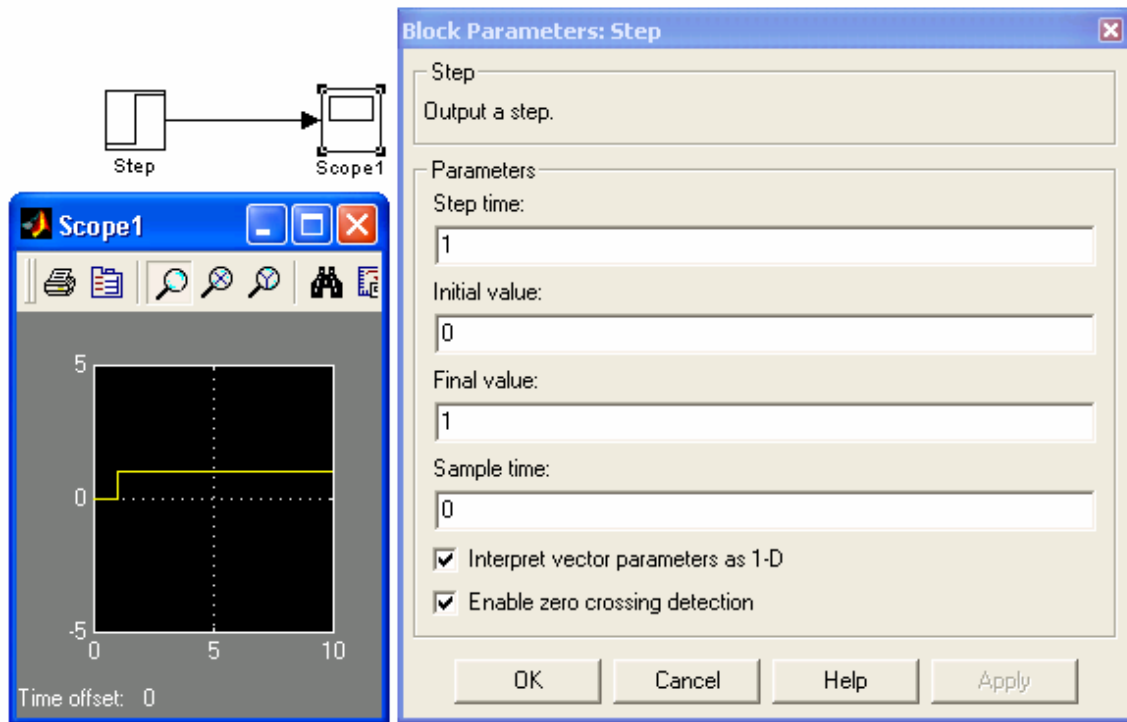 Step
Scope1
Scope1
5
0
-5
0
5
10
Time offset: 0
Block Parameters: Step
Step
Output a step.
Parameters
Step time:
1
Initial value:
0
Final value:
1
Sample time:
0
Interpret vector parameters as 1-D
Enable zero crossing detection
OK
Cancel
Help
Apply